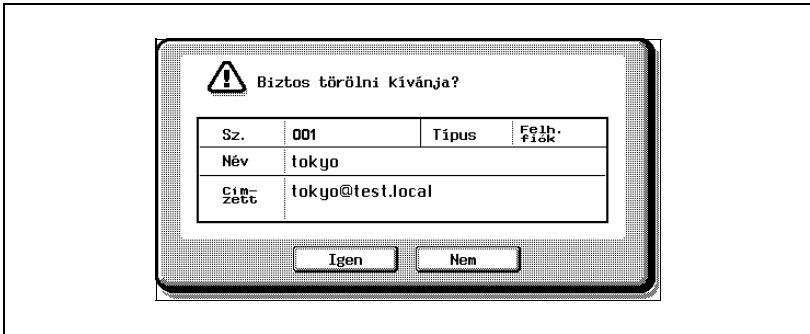 Biztos törölni kívánja?
Sz. 001 Típus Felh. fiók
Név tokyo
Cím-
zett tokyo@test.local
Igen Nem